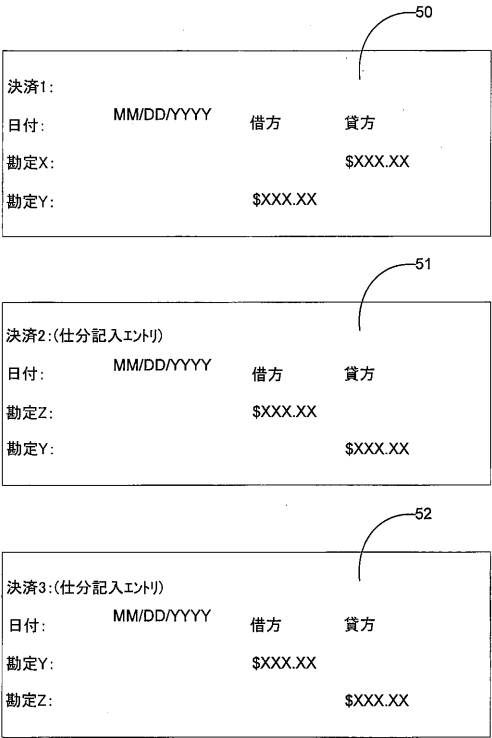 50
決済1:
日付: MM/DD/YYYY 借方 貸方
勘定X: $XXX.XX
勘定Y: $XXX.XX
51
決済2:(仕分記入エントリ)
日付: MM/DD/YYYY 借方 貸方
勘定Z: $XXX.XX
勘定Y: $XXX.XX
52
決済3:(仕分記入エントリ)
日付: MM/DD/YYYY 借方 貸方
勘定Y: $XXX.XX
勘定Z: $XXX.XX